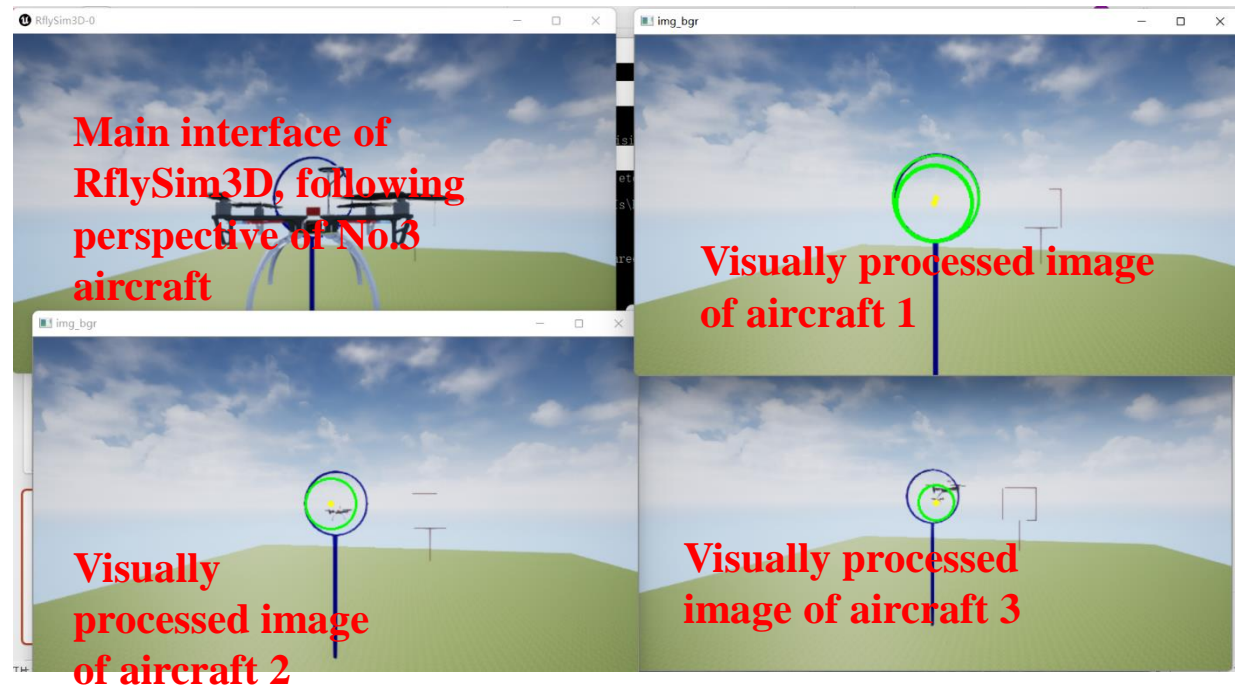 RflySim3D-0
img_bgr
Main interface of
RflySim3D, following
perspective of No.3
aircraft
Visually processed image
of aircraft 1
img_bgr
Visually
processed image
of aircraft 2
Visually processed
image of aircraft 3